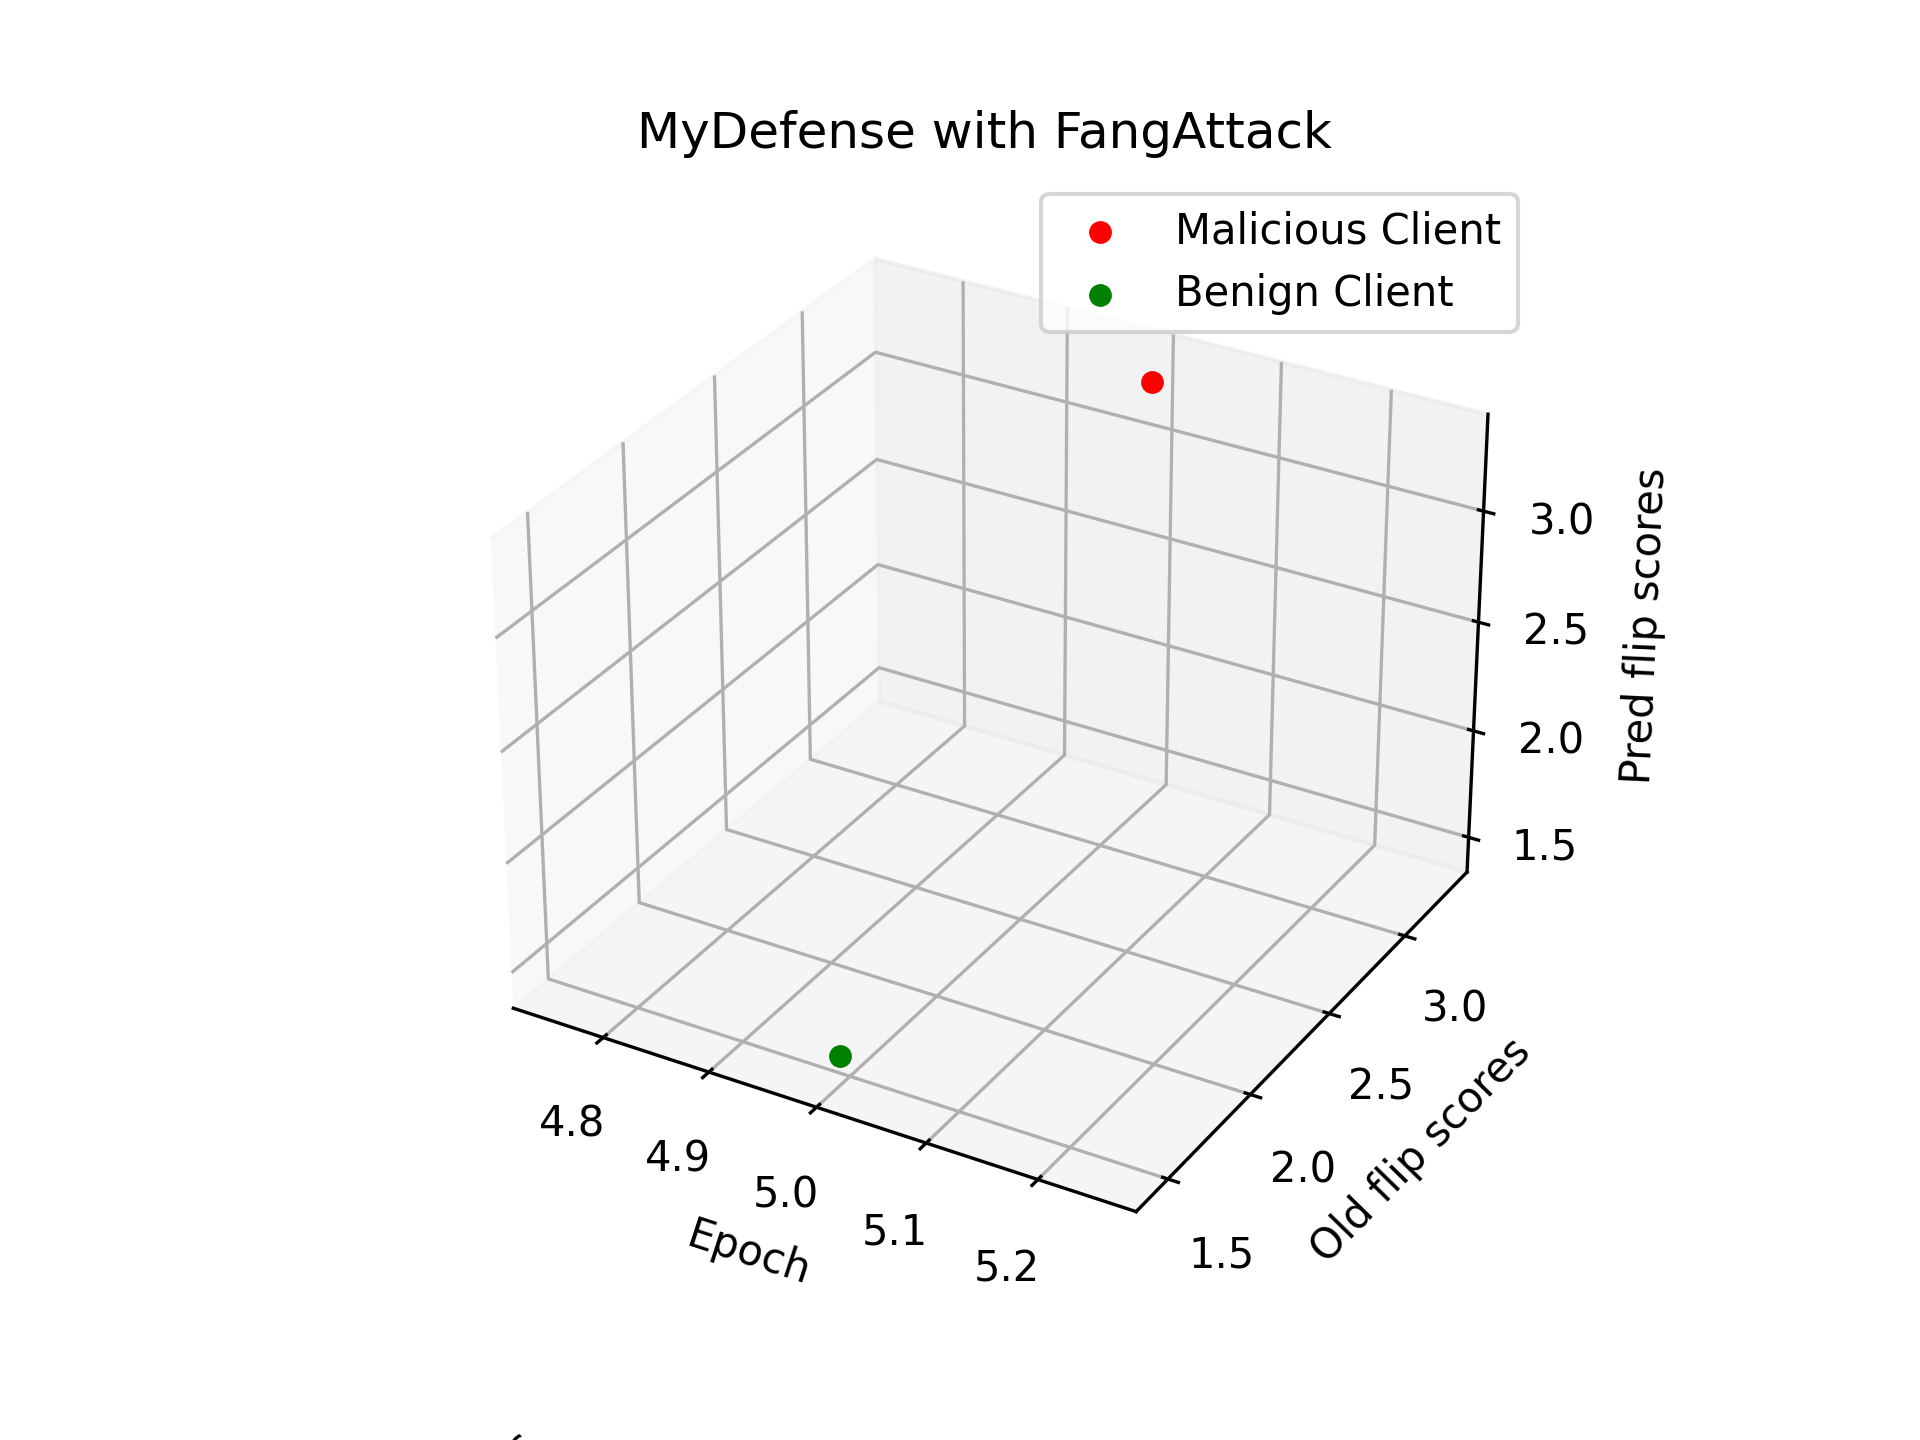 MyDefense with FangAttack
Malicious Client
Benign Client
3.0
2.5
2.0
1.5
Pred flip scores
3.0
2.5
2.0
1.5
Old flip scores
4.8
4.9
5.0
5.1
5.2
Epoch